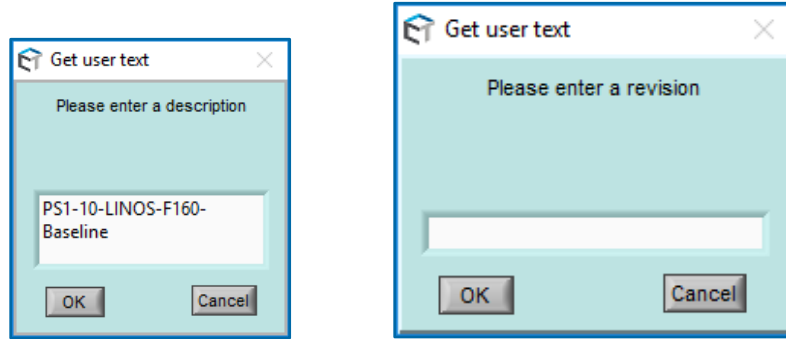 Get user text
Please enter a description
PS1-10-LINOS-F160-
Baseline
OK Cancel
Get user text
Please enter a revision
OK Cancel